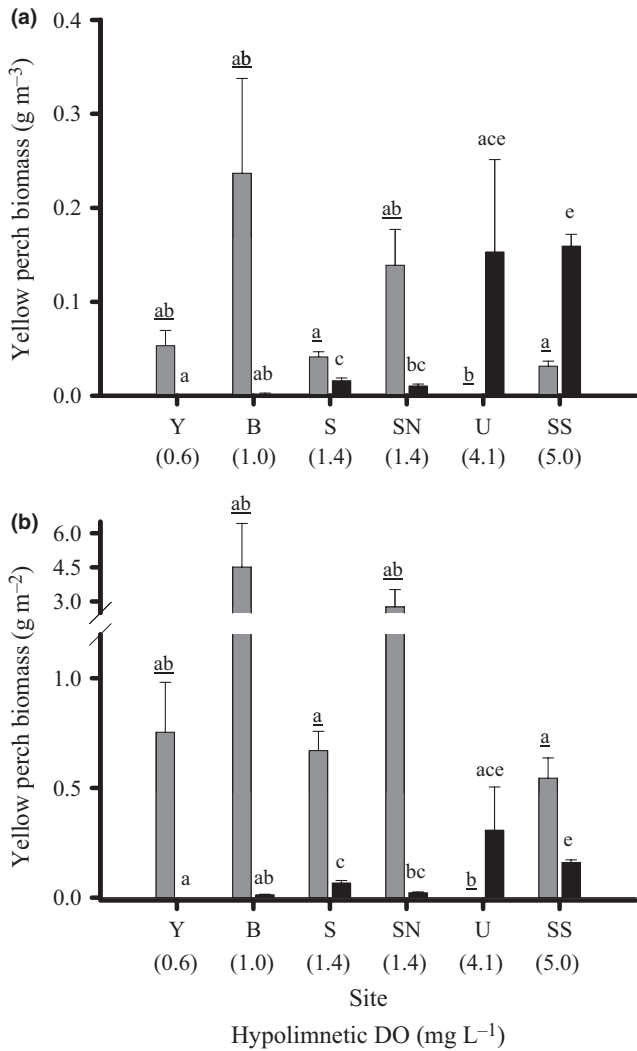 (a)
Yellow perch biomass (g m⁻³)
0.4
0.3
0.2
0.1
0.0
ab a
ab ab
a c
ab bc
b ace
a e
Y B S SN U SS
(0.6) (1.0) (1.4) (1.4) (4.1) (5.0)
(b)
Yellow perch biomass (g m⁻²)
6.0
4.5
3.0
1.0
0.5
0.0
ab a
ab ab
a c
ab bc
b ace
a e
Y B S SN U SS
(0.6) (1.0) (1.4) (1.4) (4.1) (5.0)
Site
Hypolimnetic DO (mg L⁻¹)